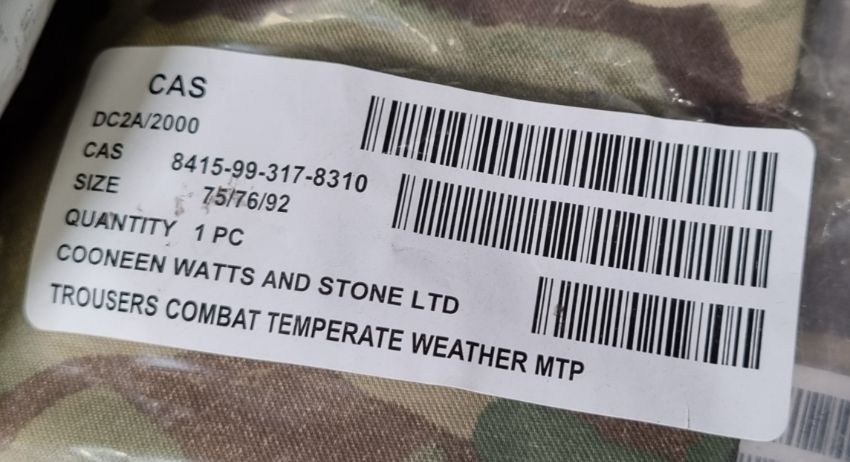 CAS
DC2A/2000
CAS 8415-99-317-8310
SIZE 75/76/92
QUANTITY 1 PC
COONEEN WATTS AND STONE LTD
TROUSERS COMBAT TEMPERATE WEATHER MTP